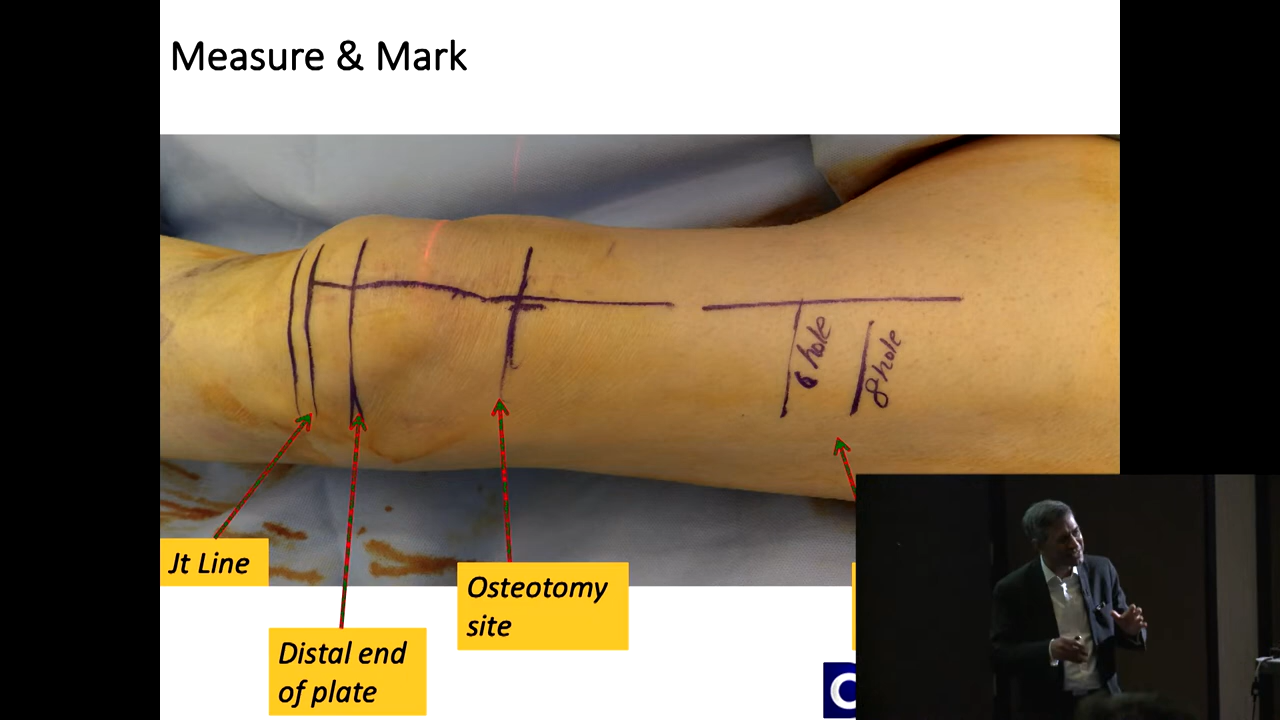 Measure & Mark
6 hole
8 hole
Jt Line
Osteotomy
site
Distal end
of plate